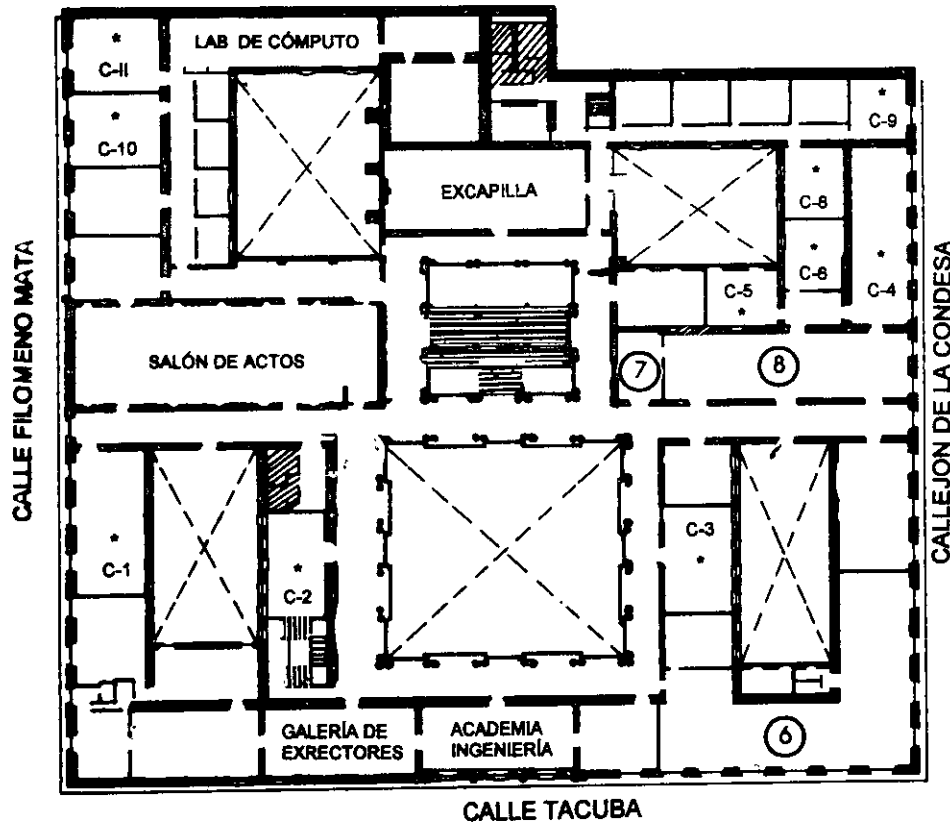 LAB DE CÓMPUTO
*
C-11
*
C-10
*
C-9
EXCAPILLA
*
C-8
*
C-6
*
C-4
C-5
*
SALÓN DE ACTOS
7
8
CALLE FILOMENO MATA
CALLEJON DE LA CONDESA
*
C-1
*
C-2
C-3
*
GALERÍA DE
EXRECTORES
ACADEMIA
INGENIERÍA
6
CALLE TACUBA